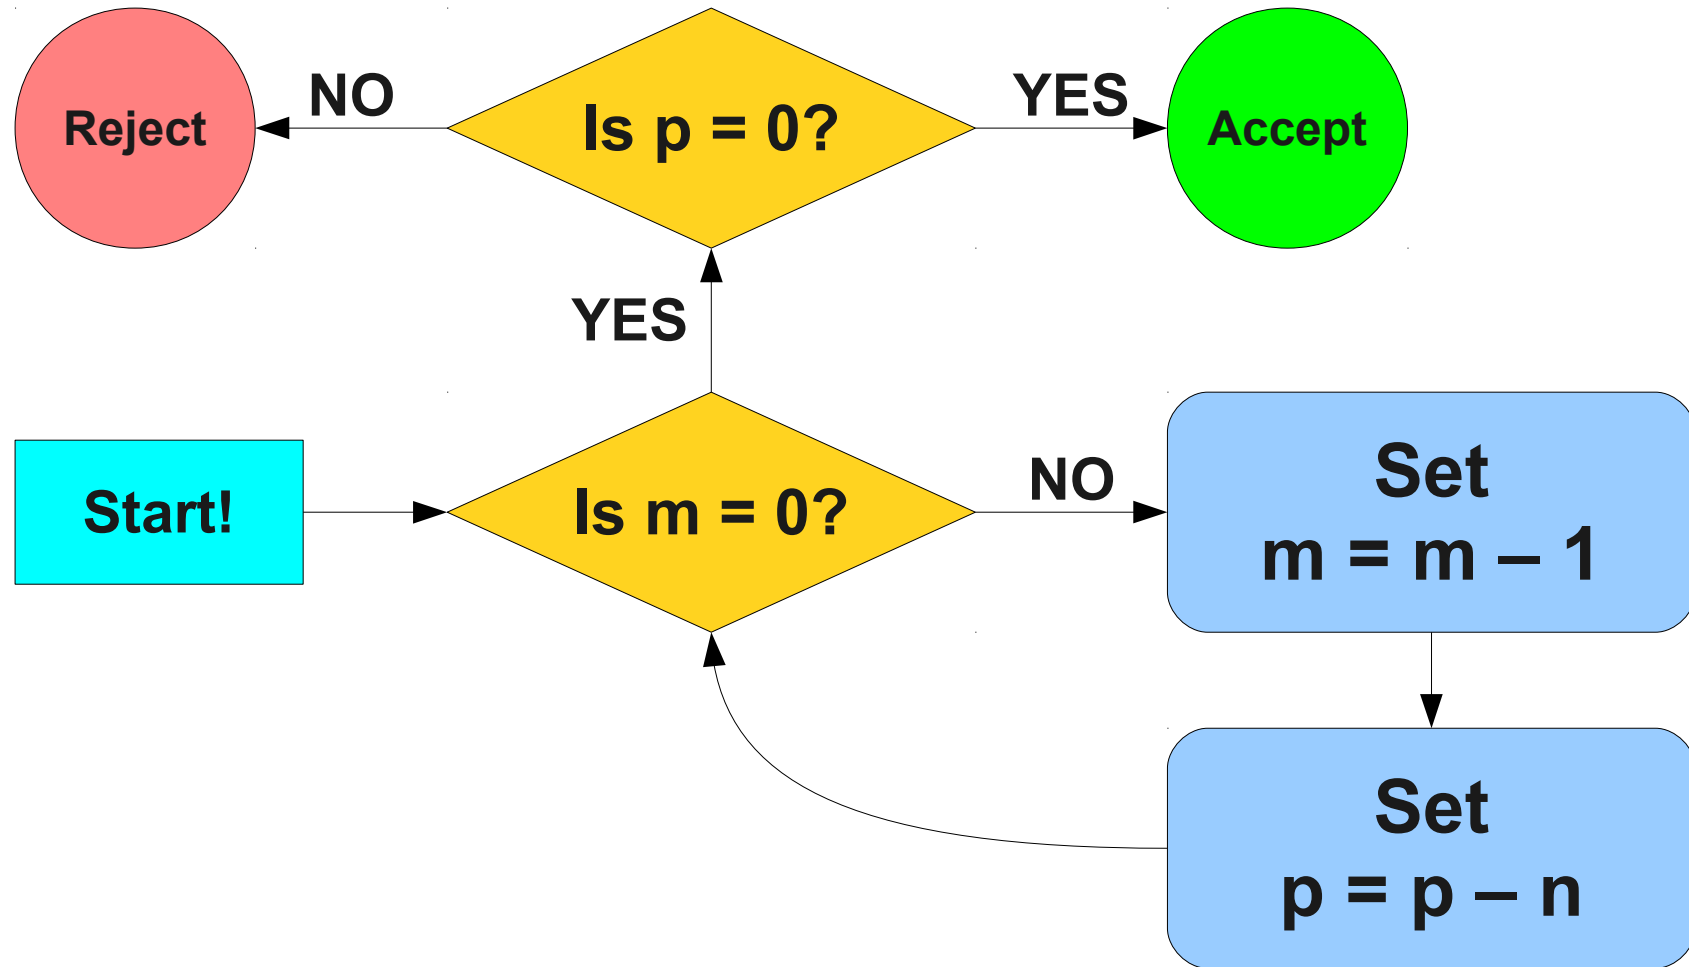 Reject
NO
Is p = 0?
YES
Accept
YES
Start!
Is m = 0?
NO
Set
m = m – 1
Set
p = p – n